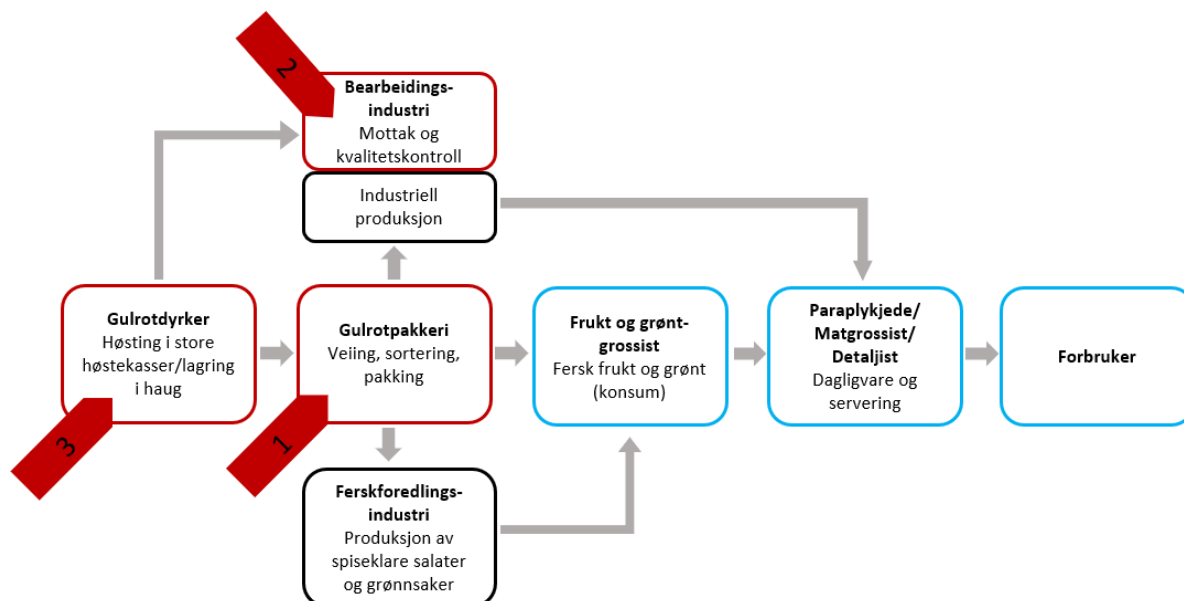 2
Bearbeidings-
industri
Mottak og
kvalitetskontroll
Industriell
produksjon
Gulrotdyrker
Høsting i store
høstekasser/lagring
i haug
3
Gulrotpakkeri
Veiing, sortering,
pakking
1
Frukt og grønt-
grossist
Fersk frukt og grønt
(konsum)
Paraplykjede/
Matgrossist/
Detaljist
Dagligvare og
servering
Forbruker
Ferskforedlings-
industri
Produksjon av
spiseklare salater
og grønnsaker